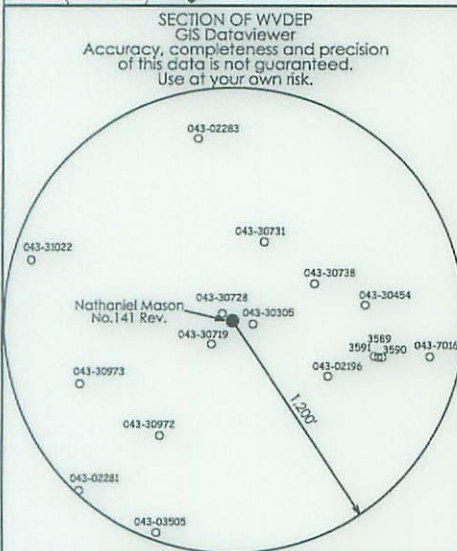 SECTION OF WVDEP
GIS Dataviewer
Accuracy, completeness and precision
of this data is not guaranteed.
Use at your own risk.
043-02283
043-30731
043-31022
043-30738
043-30454
043-30728
Nathaniel Mason
No.141 Rev.
043-30305
043-30719
3589
3591
3590
043-7016
043-02196
043-30973
1,200'
043-30972
043-02281
043-03505